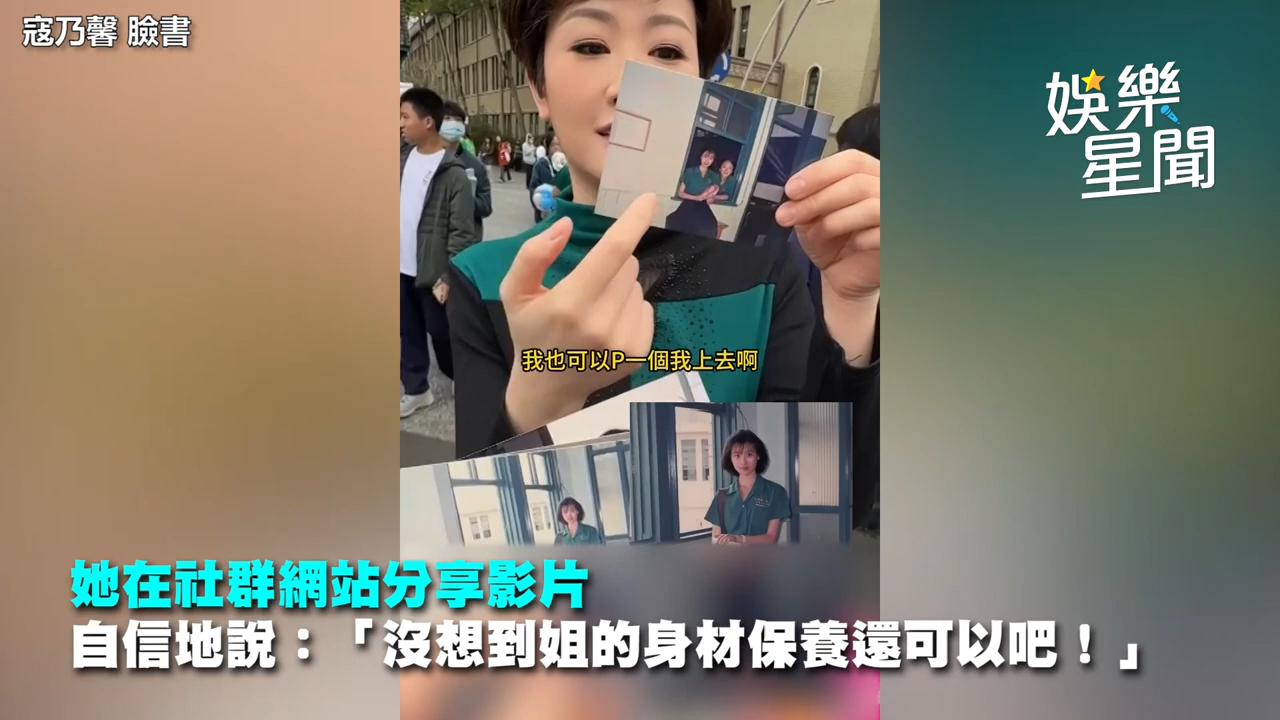 寇乃馨 臉書
娛樂
星聞
我也可以P一個我上去啊
她在社群網站分享影片
自信地說：「沒想到姐的身材保養還可以吧！」